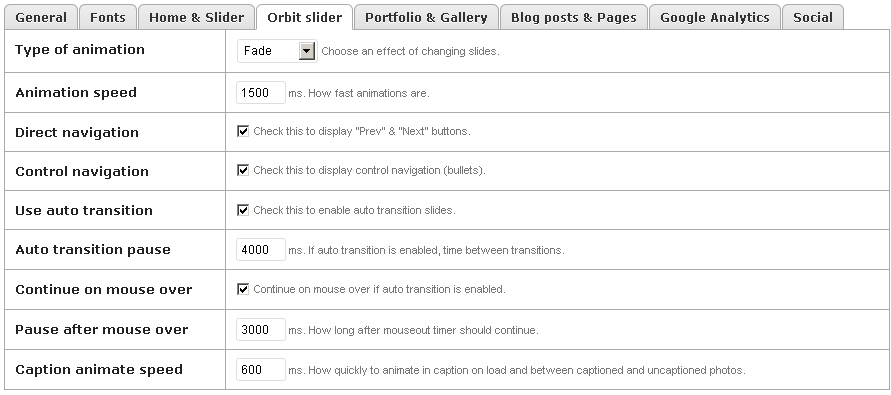 General Fonts Home & Slider Orbit slider Portfolio & Gallery Blog posts & Pages Google Analytics Social
Type of animation Fade Choose an effect of changing slides.
Animation speed 1500 ms. How fast animations are.
Direct navigation Check this to display "Prev" & "Next" buttons.
Control navigation Check this to display control navigation (bullets).
Use auto transition Check this to enable auto transition slides.
Auto transition pause 4000 ms. If auto transition is enabled, time between transitions.
Continue on mouse over Continue on mouse over if auto transition is enabled.
Pause after mouse over 3000 ms. How long after mouseout timer should continue.
Caption animate speed 600 ms. How quickly to animate in caption on load and between captioned and uncaptioned photos.